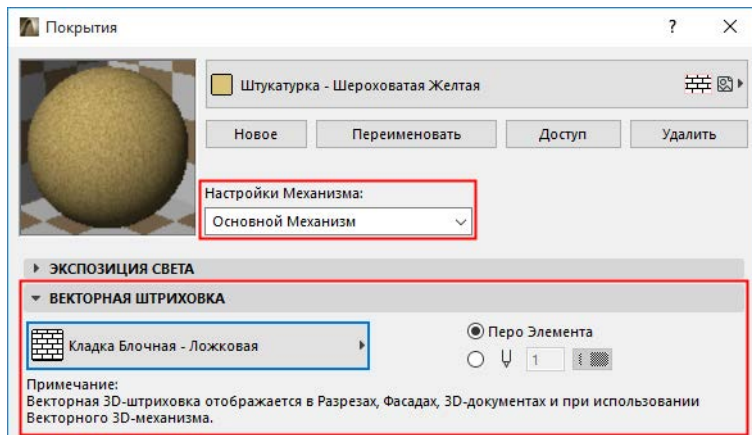 Покрытия
?
X
Штукатурка - Шероховатая Желтая
Новое
Переименовать
Доступ
Удалить
Настройки Механизма:
Основной Механизм
ЭКСПОЗИЦИЯ СВЕТА
ВЕКТОРНАЯ ШТРИХОВКА
Кладка Блочная - Ложковая
Перо Элемента
1
Примечание:
Векторная 3D-штриховка отображается в Разрезах, Фасадах, 3D-документах и при использовании
Векторного 3D-механизма.